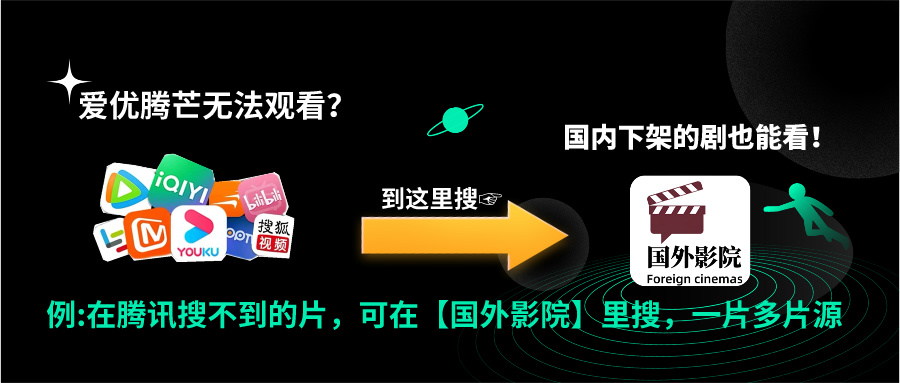 爱优腾芒无法观看？
国内下架的剧也能看！
iQIYI
bilibili
到这里搜☞
YOUKU
搜狐
视频
国外影院
Foreign cinemas
例:在腾讯搜不到的片，可在【国外影院】里搜，一片多片源